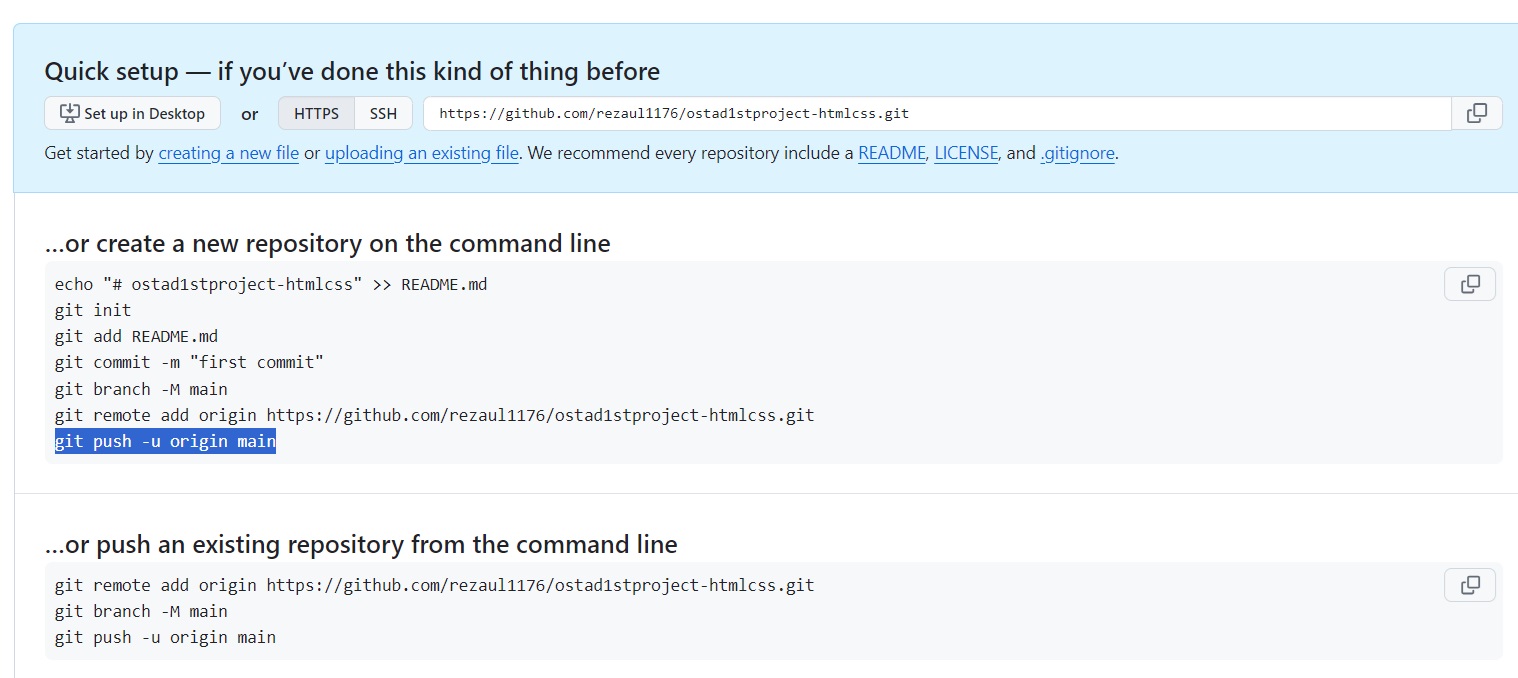 Quick setup — if you’ve done this kind of thing before
Set up in Desktop or HTTPS SSH https://github.com/rezaul1176/ostad1stproject-htmlcss.git
Get started by creating a new file or uploading an existing file. We recommend every repository include a README, LICENSE, and .gitignore.
…or create a new repository on the command line
echo "# ostad1stproject-htmlcss" >> README.md
git init
git add README.md
git commit -m "first commit"
git branch -M main
git remote add origin https://github.com/rezaul1176/ostad1stproject-htmlcss.git
git push -u origin main
…or push an existing repository from the command line
git remote add origin https://github.com/rezaul1176/ostad1stproject-htmlcss.git
git branch -M main
git push -u origin main